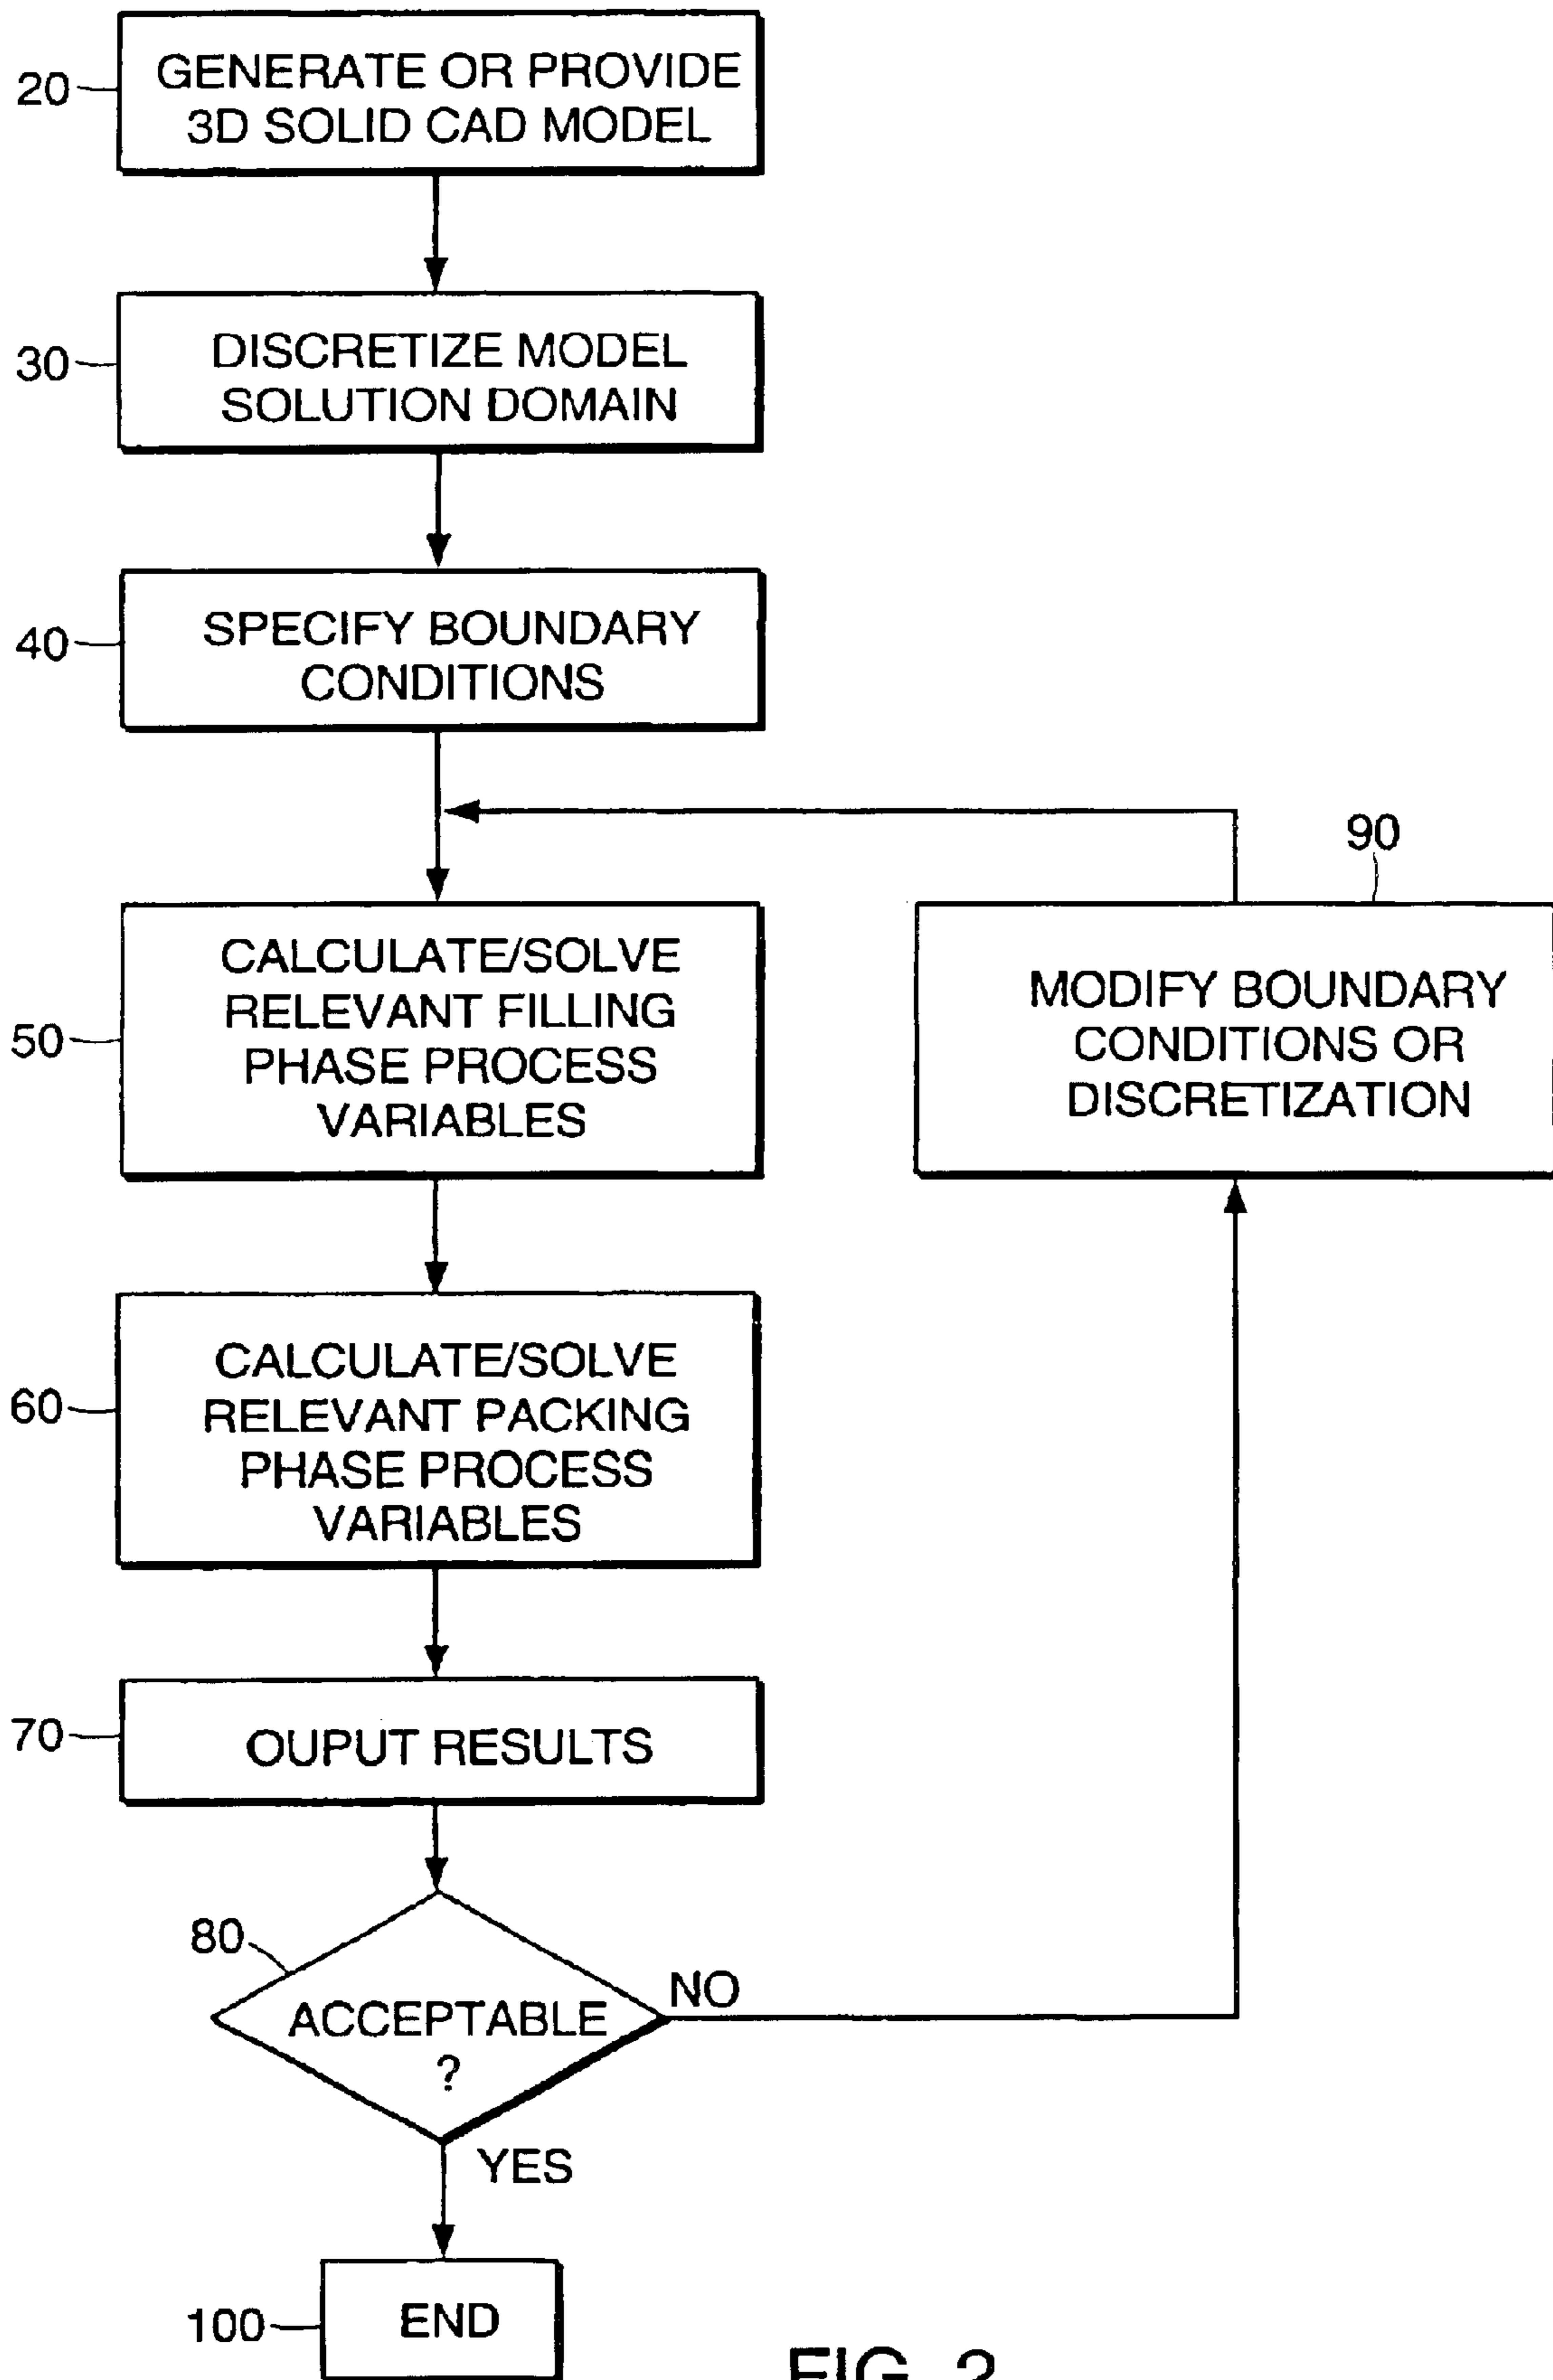 20
GENERATE OR PROVIDE
3D SOLID CAD MODEL
30
DISCRETIZE MODEL
SOLUTION DOMAIN
40
SPECIFY BOUNDARY
CONDITIONS
50
CALCULATE/SOLVE
RELEVANT FILLING
PHASE PROCESS
VARIABLES
90
MODIFY BOUNDARY
CONDITIONS OR
DISCRETIZATION
60
CALCULATE/SOLVE
RELEVANT PACKING
PHASE PROCESS
VARIABLES
70
OUPUT RESULTS
80
ACCEPTABLE
?
NO
YES
100
END
FIG. 2